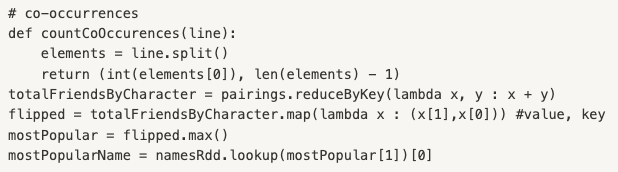 # co-occurrences
def countCoOccurences(line):
    elements = line.split()
    return (int(elements[0]), len(elements) - 1)
totalFriendsByCharacter = pairings.reduceByKey(lambda x, y : x + y)
flipped = totalFriendsByCharacter.map(lambda x : (x[1],x[0])) #value, key
mostPopular = flipped.max()
mostPopularName = namesRdd.lookup(mostPopular[1])[0]